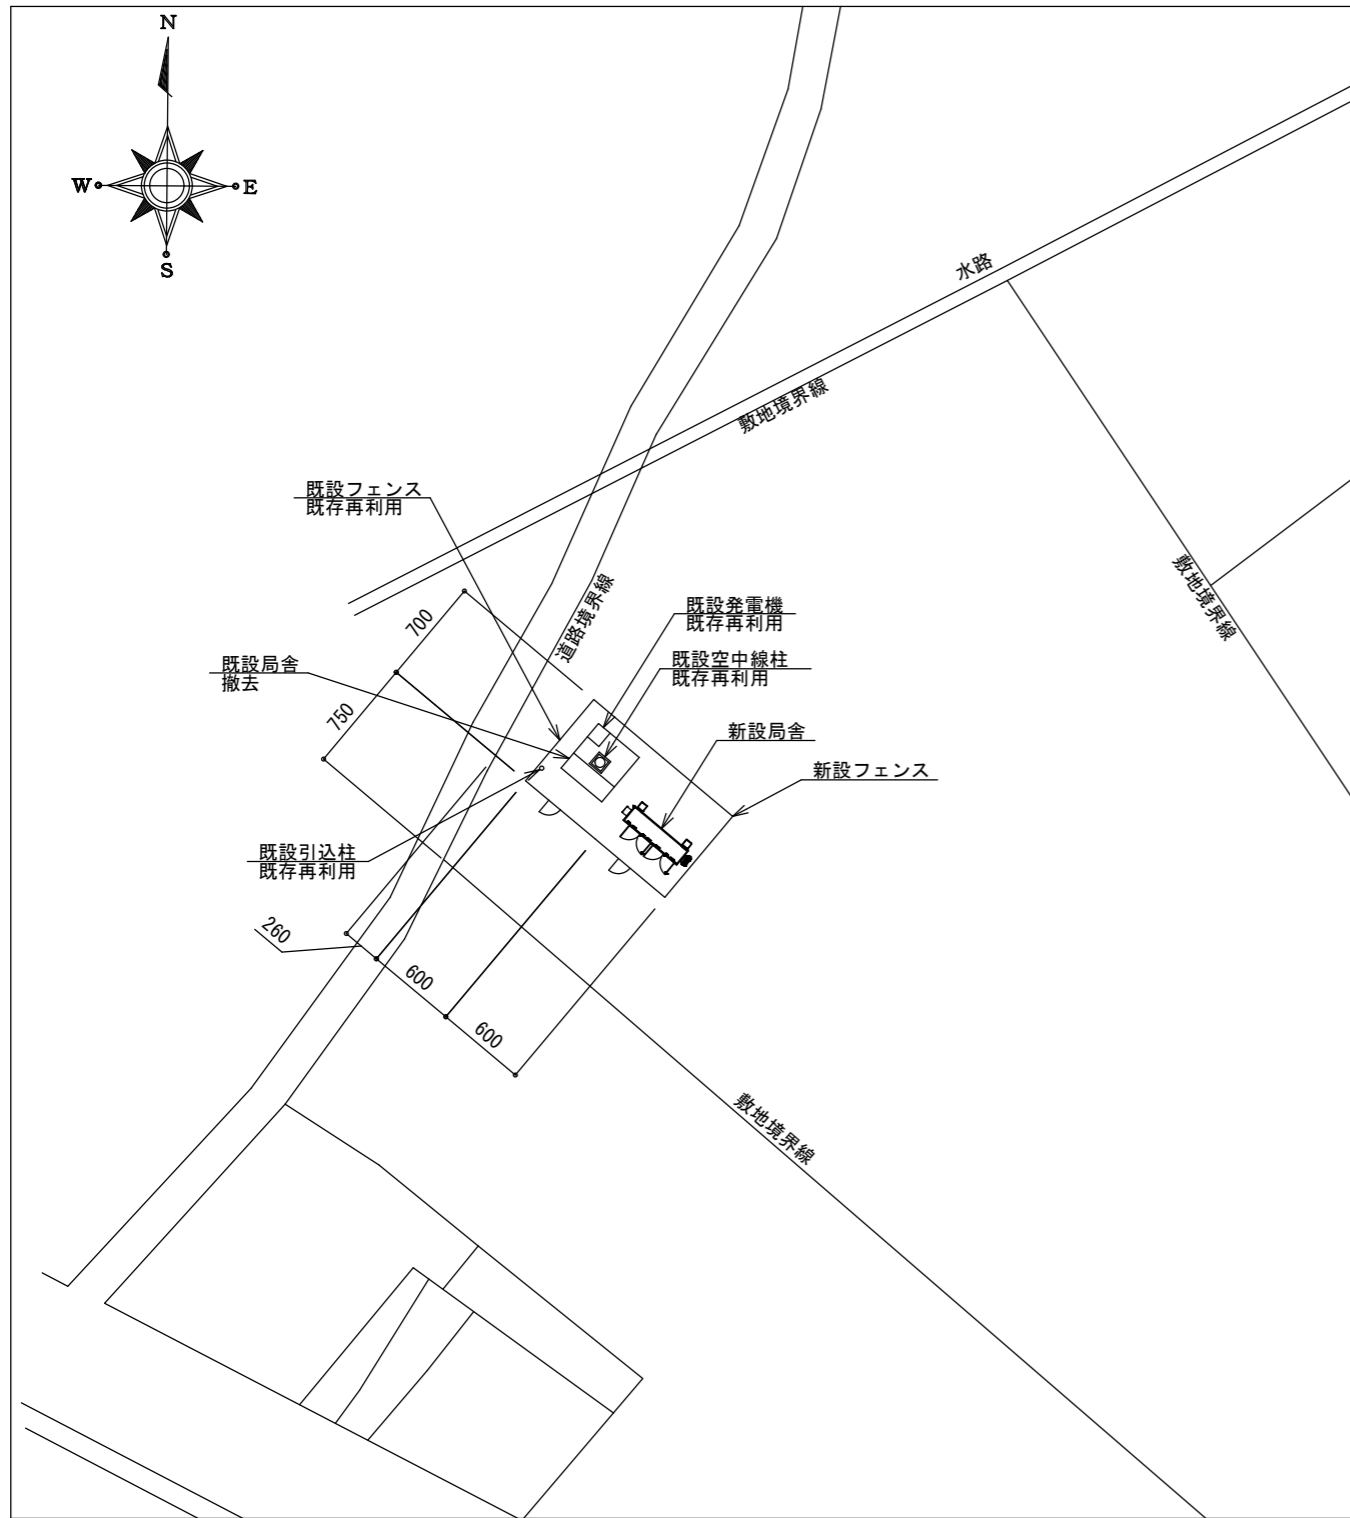 N
W
E
S
水路
敷地境界線
既設フェンス
既存再利用
敷地境界線
道路境界線
700
既設発電機
既存再利用
既設局舎
撤去
既設空中線柱
既存再利用
750
新設局舎
新設フェンス
既設引込柱
既存再利用
260
600
600
敷地境界線